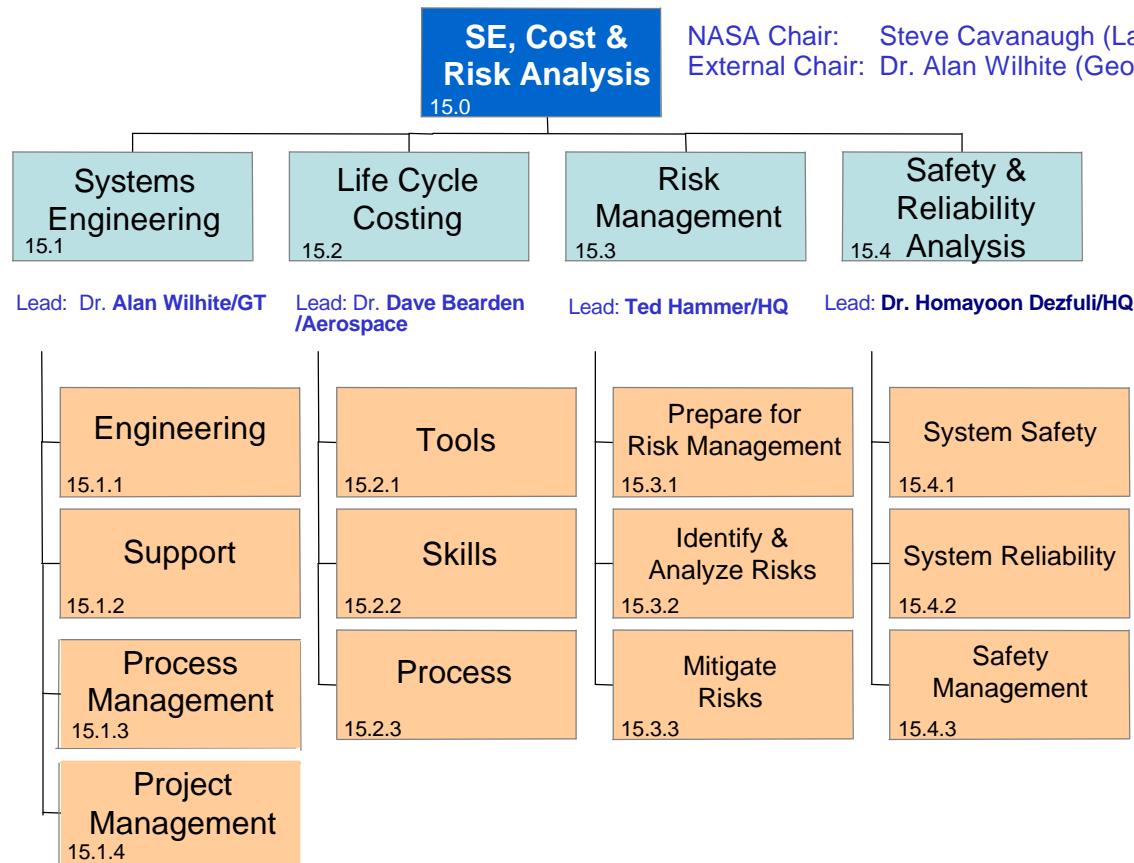 SE, Cost &
Risk Analysis
15.0
NASA Chair: Steve Cavanaugh (La
External Chair: Dr. Alan Wilhite (Geo
Systems
Engineering
15.1
Life Cycle
Costing
15.2
Risk
Management
15.3
Safety &
Reliability
Analysis
15.4
Lead: Dr. Alan Wilhite/GT
Lead: Dr. Dave Bearden
/Aerospace
Lead: Ted Hammer/HQ
Lead: Dr. Homayoon Dezfuli/HQ
Engineering
15.1.1
Support
15.1.2
Process
Management
15.1.3
Project
Management
15.1.4
Tools
15.2.1
Skills
15.2.2
Process
15.2.3
Prepare for
Risk Management
15.3.1
Identify &
Analyze Risks
15.3.2
Mitigate
Risks
15.3.3
System Safety
15.4.1
System Reliability
15.4.2
Safety
Management
15.4.3